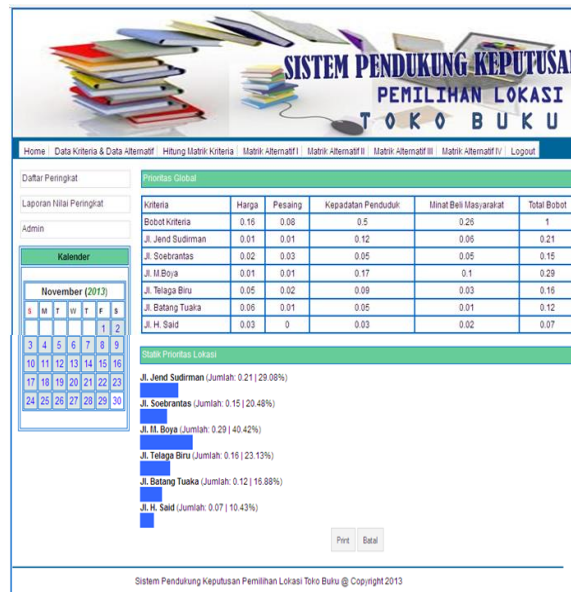 SISTEM PENDUKUNG KEPUTUSAN
PEMILIHAN LOKASI
TOKO BUKU
Home Data Kriteria & Data Alternatif Hitung Matrik Kriteria Matrik Alternatif I Matrik Alternatif II Matrik Alternatif III Matrik Alternatif IV Logout
Daftar Peringkat
Laporan Nilai Peringkat
Admin
Kalender
November (2013)
S M T W T F S
1 2
3 4 5 6 7 8 9
10 11 12 13 14 15 16
17 18 19 20 21 22 23
24 25 26 27 28 29 30
Prioritas Global
Kriteria Harga Pesaing Kepadatan Penduduk Minat Beli Masyarakat Total Bobot
Bobot Kriteria 0.16 0.08 0.5 0.26 1
Jl. Jend Sudirman 0.01 0.01 0.12 0.06 0.21
Jl. Soebrantas 0.02 0.03 0.05 0.05 0.15
Jl. M.Boya 0.01 0.01 0.17 0.1 0.29
Jl. Telaga Biru 0.05 0.02 0.09 0.03 0.16
Jl. Batang Tuaka 0.06 0.01 0.05 0.01 0.12
Jl. H. Said 0.03 0 0.03 0.02 0.07
Statik Prioritas Lokasi
Jl. Jend Sudirman (Jumlah: 0.21 | 29.08%)
Jl. Soebrantas (Jumlah: 0.15 | 20.48%)
Jl. M. Boya (Jumlah: 0.29 | 40.42%)
Jl. Telaga Biru (Jumlah: 0.16 | 23.13%)
Jl. Batang Tuaka (Jumlah: 0.12 | 16.88%)
Jl. H. Said (Jumlah: 0.07 | 10.43%)
Print Batal
Sistem Pendukung Keputusan Pemilihan Lokasi Toko Buku @ Copyright 2013